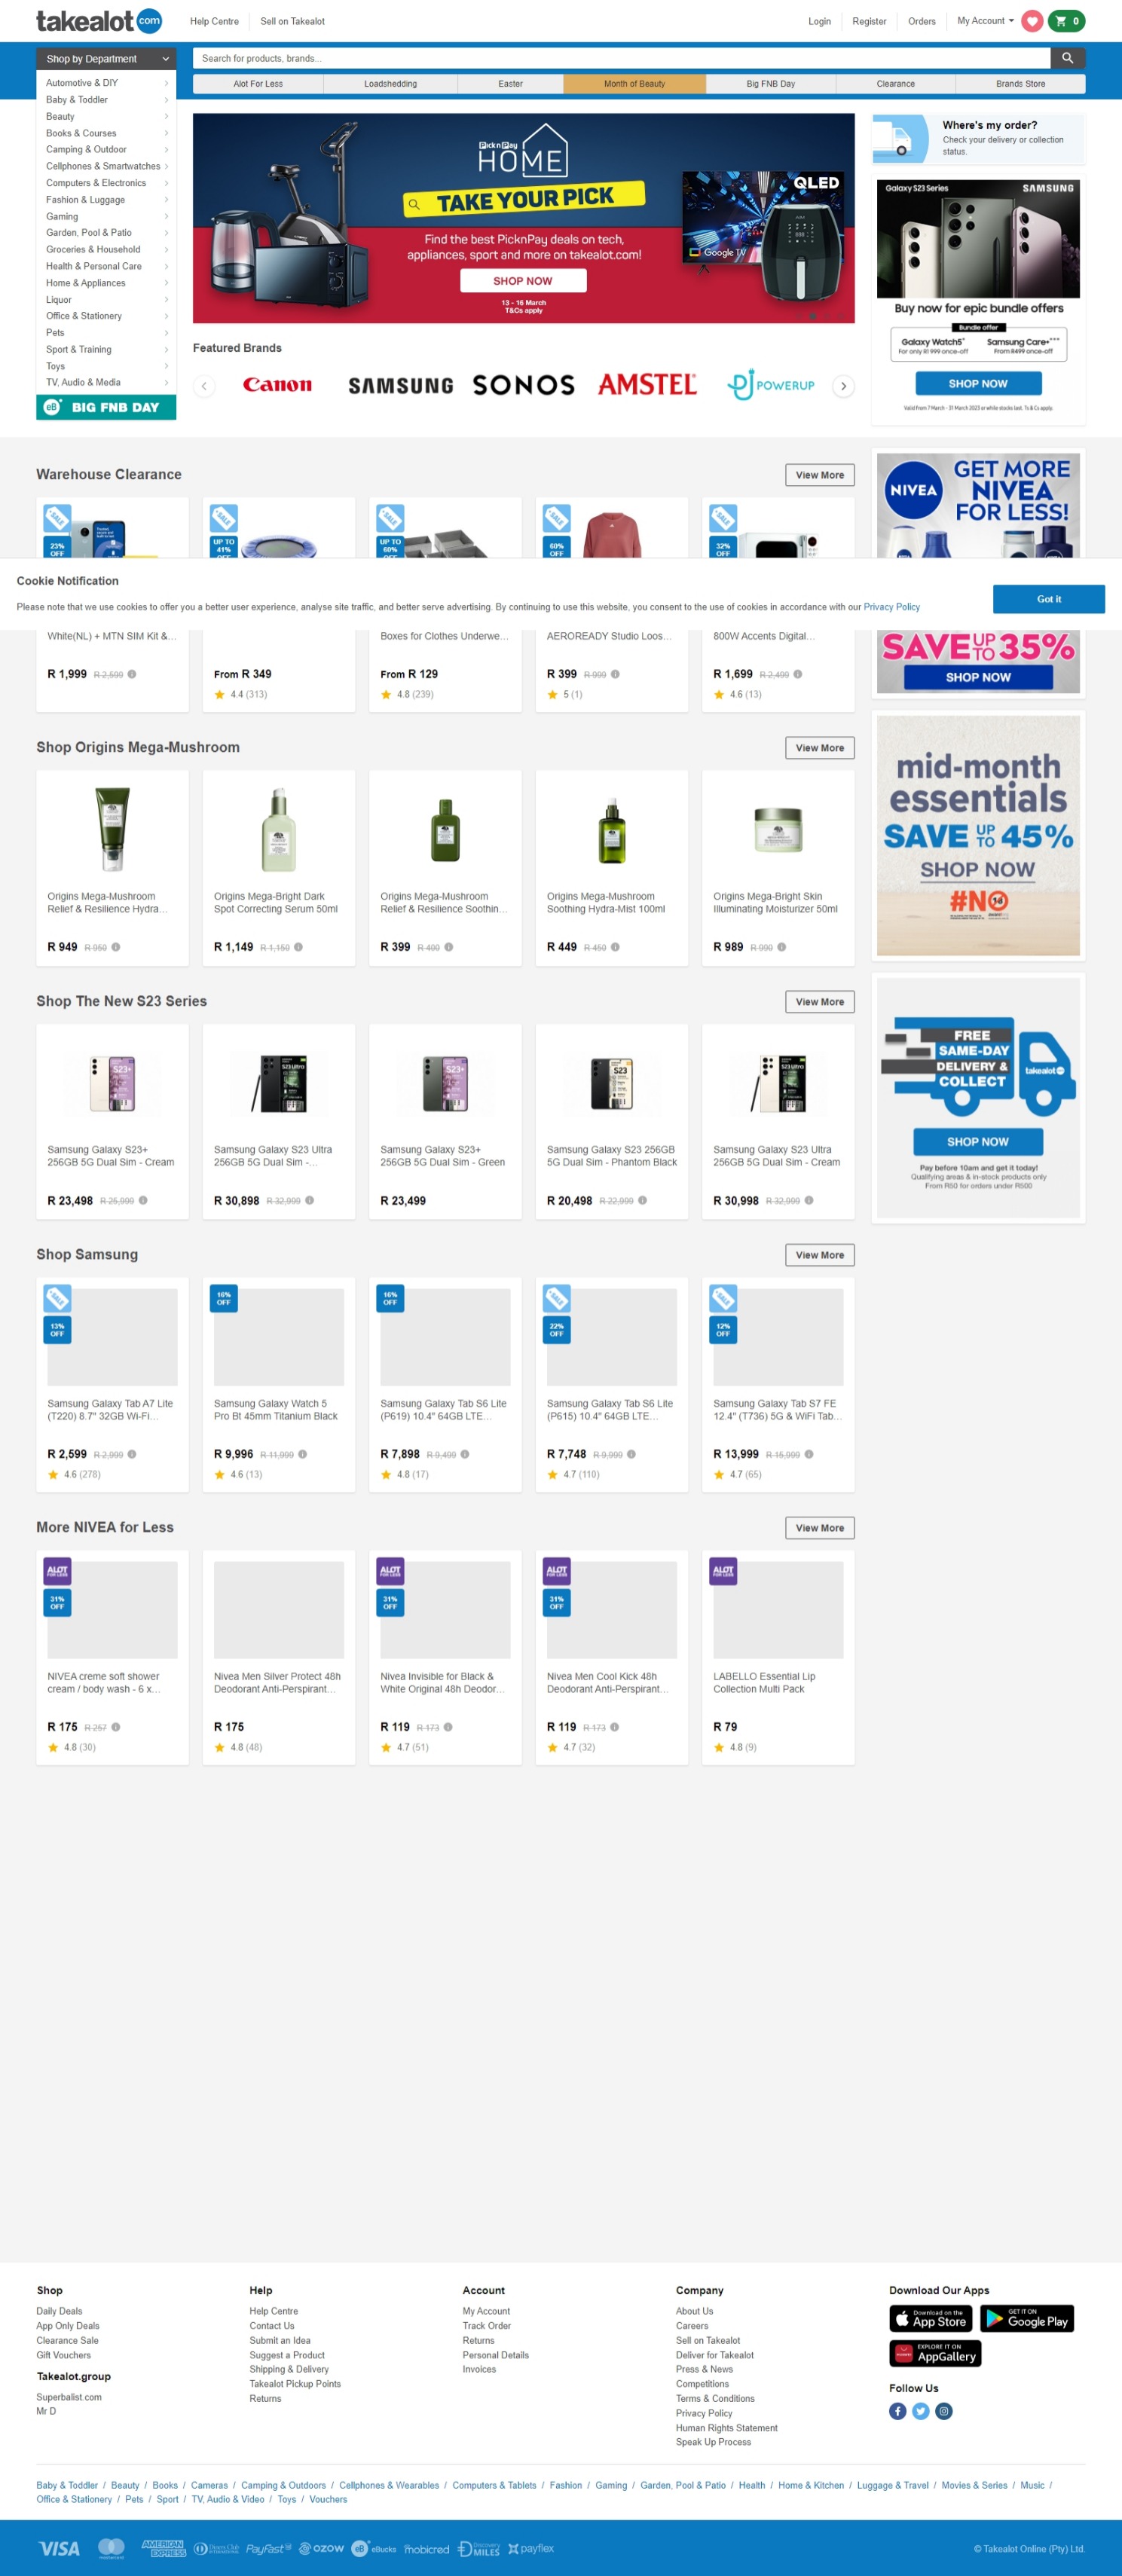 takealot com
Help Centre
Sell on Takealot
Login
Register
Orders
My Account
0
Shop by Department
Search for products, brands...
Alot For Less
Loadshedding
Easter
Month of Beauty
Big FNB Day
Clearance
Brands Store
Automotive & DIY
Baby & Toddler
Beauty
Books & Courses
Camping & Outdoor
Cellphones & Smartwatches
Computers & Electronics
Fashion & Luggage
Gaming
Garden, Pool & Patio
Groceries & Household
Health & Personal Care
Home & Appliances
Liquor
Office & Stationery
Pets
Sport & Training
Toys
TV, Audio & Media
eB BIG FNB DAY
Pick n Pay
HOME
TAKE YOUR PICK
Find the best PicknPay deals on tech,
appliances, sport and more on takealot.com!
SHOP NOW
13 - 16 March
T&Cs apply
QLED
Google TV
Where's my order?
Check your delivery or collection
status.
Galaxy S23 Series
SAMSUNG
Buy now for epic bundle offers
Bundle offer
Galaxy Watch5*
For only R1 999 once-off
Samsung Care+***
From R499 once-off
SHOP NOW
Valid from 7 March - 31 March 2023 or while stocks last. Ts & Cs apply.
Featured Brands
Canon
SAMSUNG
SONOS
AMSTEL
POWERUP
Warehouse Clearance
View More
23%
OFF
UP TO
41%
OFF
UP TO
60%
OFF
60%
OFF
32%
OFF
NIVEA
GET MORE
NIVEA
FOR LESS!
Cookie Notification
Please note that we use cookies to offer you a better user experience, analyse site traffic, and better serve advertising. By continuing to use this website, you consent to the use of cookies in accordance with our Privacy Policy
Got it
White(NL) + MTN SIM Kit &...
R 1,999 R 2,599
From R 349
4.4 (313)
Boxes for Clothes Underwe...
From R 129
4.8 (239)
AEROREADY Studio Loos...
R 399 R 999
5 (1)
800W Accents Digital...
R 1,699 R 2,499
4.6 (13)
SAVE UP TO 35%
SHOP NOW
Shop Origins Mega-Mushroom
View More
Origins Mega-Mushroom
Relief & Resilience Hydra...
R 949 R 950
Origins Mega-Bright Dark
Spot Correcting Serum 50ml
R 1,149 R 1,150
Origins Mega-Mushroom
Relief & Resilience Soothin...
R 399 R 400
Origins Mega-Mushroom
Soothing Hydra-Mist 100ml
R 449 R 450
Origins Mega-Bright Skin
Illuminating Moisturizer 50ml
R 989 R 990
mid-month
essentials
SAVE UP TO 45%
SHOP NOW
#NO
18
Shop The New S23 Series
View More
Samsung Galaxy S23+
256GB 5G Dual Sim - Cream
R 23,498 R 25,999
Samsung Galaxy S23 Ultra
256GB 5G Dual Sim -...
R 30,898 R 32,999
Samsung Galaxy S23+
256GB 5G Dual Sim - Green
R 23,499
Samsung Galaxy S23 256GB
5G Dual Sim - Phantom Black
R 20,498 R 22,999
Samsung Galaxy S23 Ultra
256GB 5G Dual Sim - Cream
R 30,998 R 32,999
FREE
SAME-DAY
DELIVERY &
COLLECT
takealot
SHOP NOW
Pay before 10am and get it today!
Qualifying areas & in-stock products only
From R50 for orders under R500
Shop Samsung
View More
SALE
13%
OFF
16%
OFF
16%
OFF
SALE
22%
OFF
SALE
12%
OFF
Samsung Galaxy Tab A7 Lite
(T220) 8.7" 32GB Wi-Fi...
R 2,599 R 2,999
4.6 (278)
Samsung Galaxy Watch 5
Pro Bt 45mm Titanium Black
R 9,996 R 11,999
4.6 (13)
Samsung Galaxy Tab S6 Lite
(P619) 10.4" 64GB LTE...
R 7,898 R 9,499
4.8 (17)
Samsung Galaxy Tab S6 Lite
(P615) 10.4" 64GB LTE...
R 7,748 R 9,999
4.7 (110)
Samsung Galaxy Tab S7 FE
12.4" (T736) 5G & WiFi Tab...
R 13,999 R 15,999
4.7 (65)
More NIVEA for Less
View More
ALOT
FOR LESS
31%
OFF
ALOT
FOR LESS
31%
OFF
ALOT
FOR LESS
31%
OFF
ALOT
FOR LESS
NIVEA creme soft shower
cream / body wash - 6 x...
R 175 R 257
4.8 (30)
Nivea Men Silver Protect 48h
Deodorant Anti-Perspirant...
R 175
4.8 (48)
Nivea Invisible for Black &
White Original 48h Deodor...
R 119 R 173
4.7 (51)
Nivea Men Cool Kick 48h
Deodorant Anti-Perspirant...
R 119 R 173
4.7 (32)
LABELLO Essential Lip
Collection Multi Pack
R 79
4.8 (9)
Shop
Daily Deals
App Only Deals
Clearance Sale
Gift Vouchers
Takealot.group
Superbalist.com
Mr D
Help
Help Centre
Contact Us
Submit an Idea
Suggest a Product
Shipping & Delivery
Takealot Pickup Points
Returns
Account
My Account
Track Order
Returns
Personal Details
Invoices
Company
About Us
Careers
Sell on Takealot
Deliver for Takealot
Press & News
Competitions
Terms & Conditions
Privacy Policy
Human Rights Statement
Speak Up Process
Download Our Apps
Download on the
App Store
GET IT ON
Google Play
EXPLORE IT ON
AppGallery
Follow Us
Baby & Toddler / Beauty / Books / Cameras / Camping & Outdoors / Cellphones & Wearables / Computers & Tablets / Fashion / Gaming / Garden, Pool & Patio / Health / Home & Kitchen / Luggage & Travel / Movies & Series / Music /
Office & Stationery / Pets / Sport / TV, Audio & Video / Toys / Vouchers
VISA
mastercard
AMERICAN EXPRESS
Diners Club INTERNATIONAL
PayFast
ozow
eB eBucks
mobicred
Discovery MILES
payflex
© Takealot Online (Pty) Ltd.